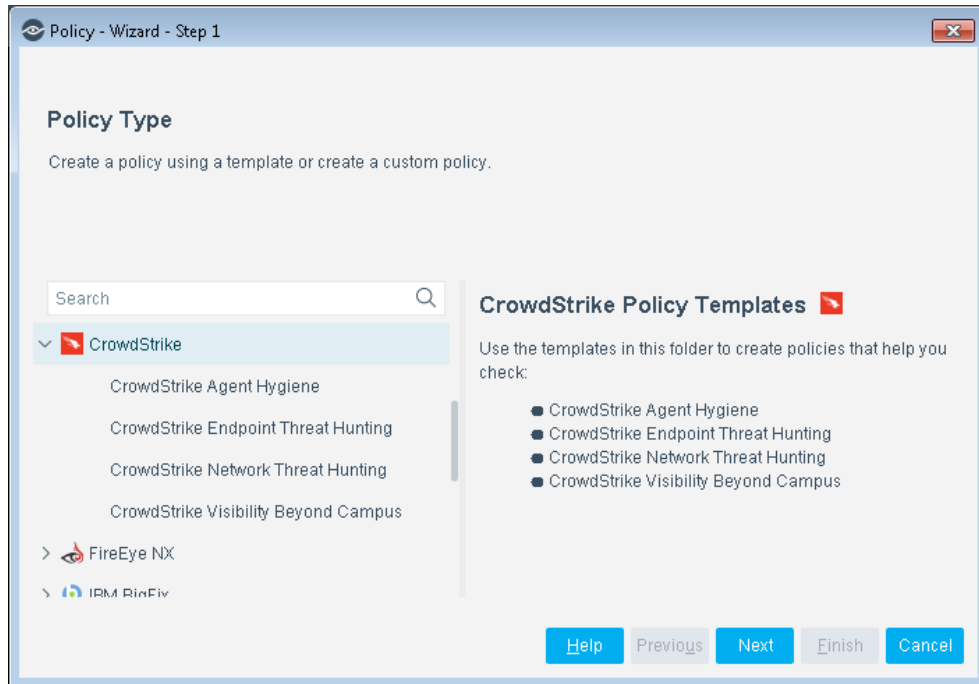 Policy - Wizard - Step 1
Policy Type
Create a policy using a template or create a custom policy.
Search
CrowdStrike
CrowdStrike Agent Hygiene
CrowdStrike Endpoint Threat Hunting
CrowdStrike Network Threat Hunting
CrowdStrike Visibility Beyond Campus
FireEye NX
IBM BigFix
CrowdStrike Policy Templates
Use the templates in this folder to create policies that help you
check:
CrowdStrike Agent Hygiene
CrowdStrike Endpoint Threat Hunting
CrowdStrike Network Threat Hunting
CrowdStrike Visibility Beyond Campus
Help
Previous
Next
Finish
Cancel